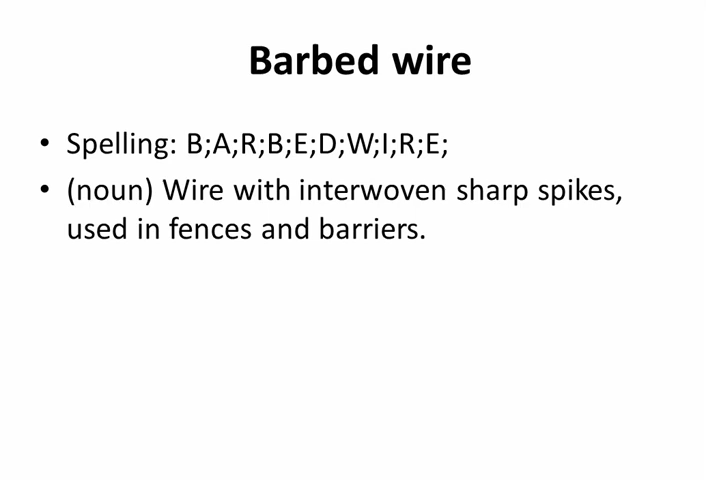 Barbed wire
• Spelling: B;A;R;B;E;D;W;I;R;E;
• (noun) Wire with interwoven sharp spikes,
used in fences and barriers.